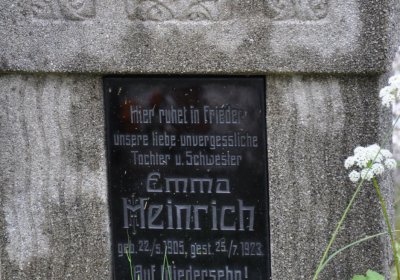 Hier ruhet in Frieden
unsere liebe unvergessliche
Tochter u. Schwester
Emma
Heinrich
geb. 22./5. 1905, gest. 25./7. 1923.
Auf Wiedersehn!